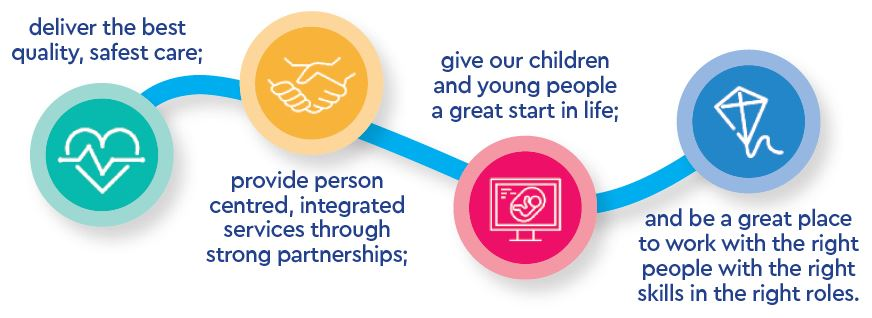 deliver the best
quality, safest care;
provide person
centred, integrated
services through
strong partnerships;
give our children
and young people
a great start in life;
and be a great place
to work with the right
people with the right
skills in the right roles.